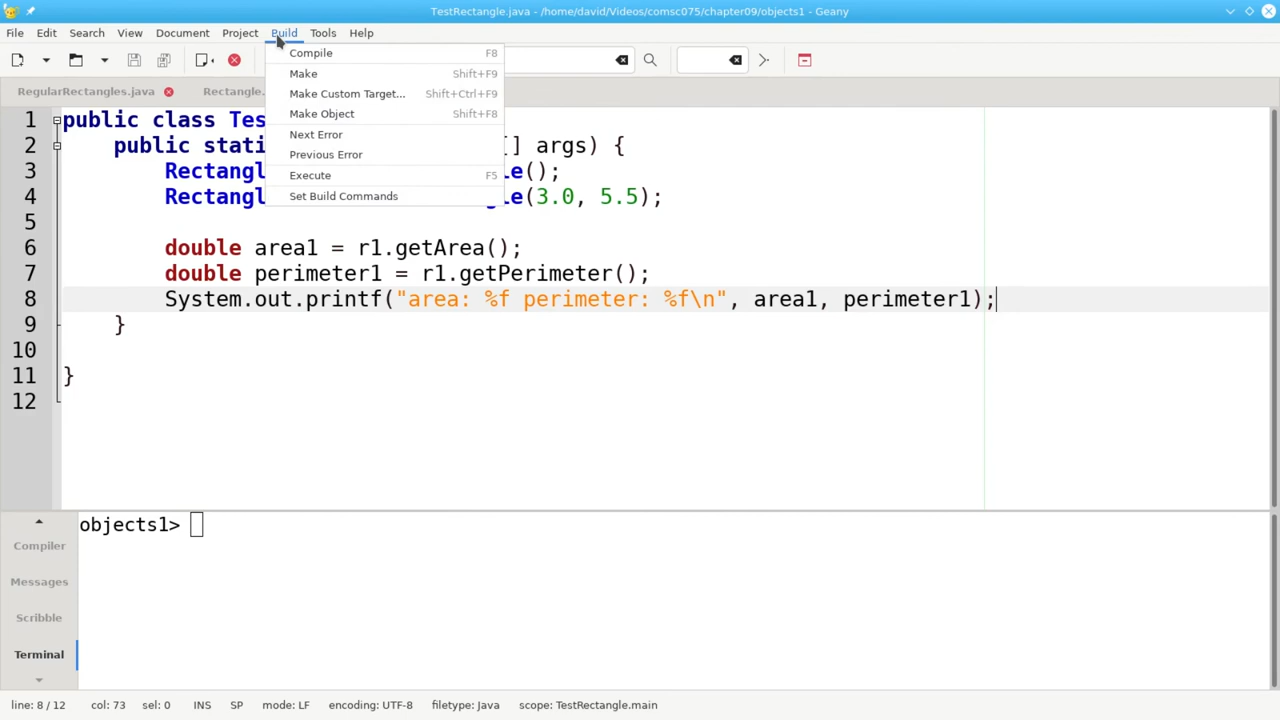 TestRectangle.java - /home/david/Videos/comsc075/chapter09/objects1 - Geany
File Edit Search View Document Project Build Tools Help
RegularRectangles.java Rectangle.
Compile F8
Make Shift+F9
Make Custom Target... Shift+Ctrl+F9
Make Object Shift+F8
Next Error
Previous Error
Execute F5
Set Build Commands
1 public class Tes
2 public stati [] args) {
3 Rectangl le();
4 Rectangl gle(3.0, 5.5);
5
6 double area1 = r1.getArea();
7 double perimeter1 = r1.getPerimeter();
8 System.out.printf("area: %f perimeter: %f\n", area1, perimeter1);
9 }
10
11 }
12
objects1>
Compiler
Messages
Scribble
Terminal
line: 8 / 12 col: 73 sel: 0 INS SP mode: LF encoding: UTF-8 filetype: Java scope: TestRectangle.main